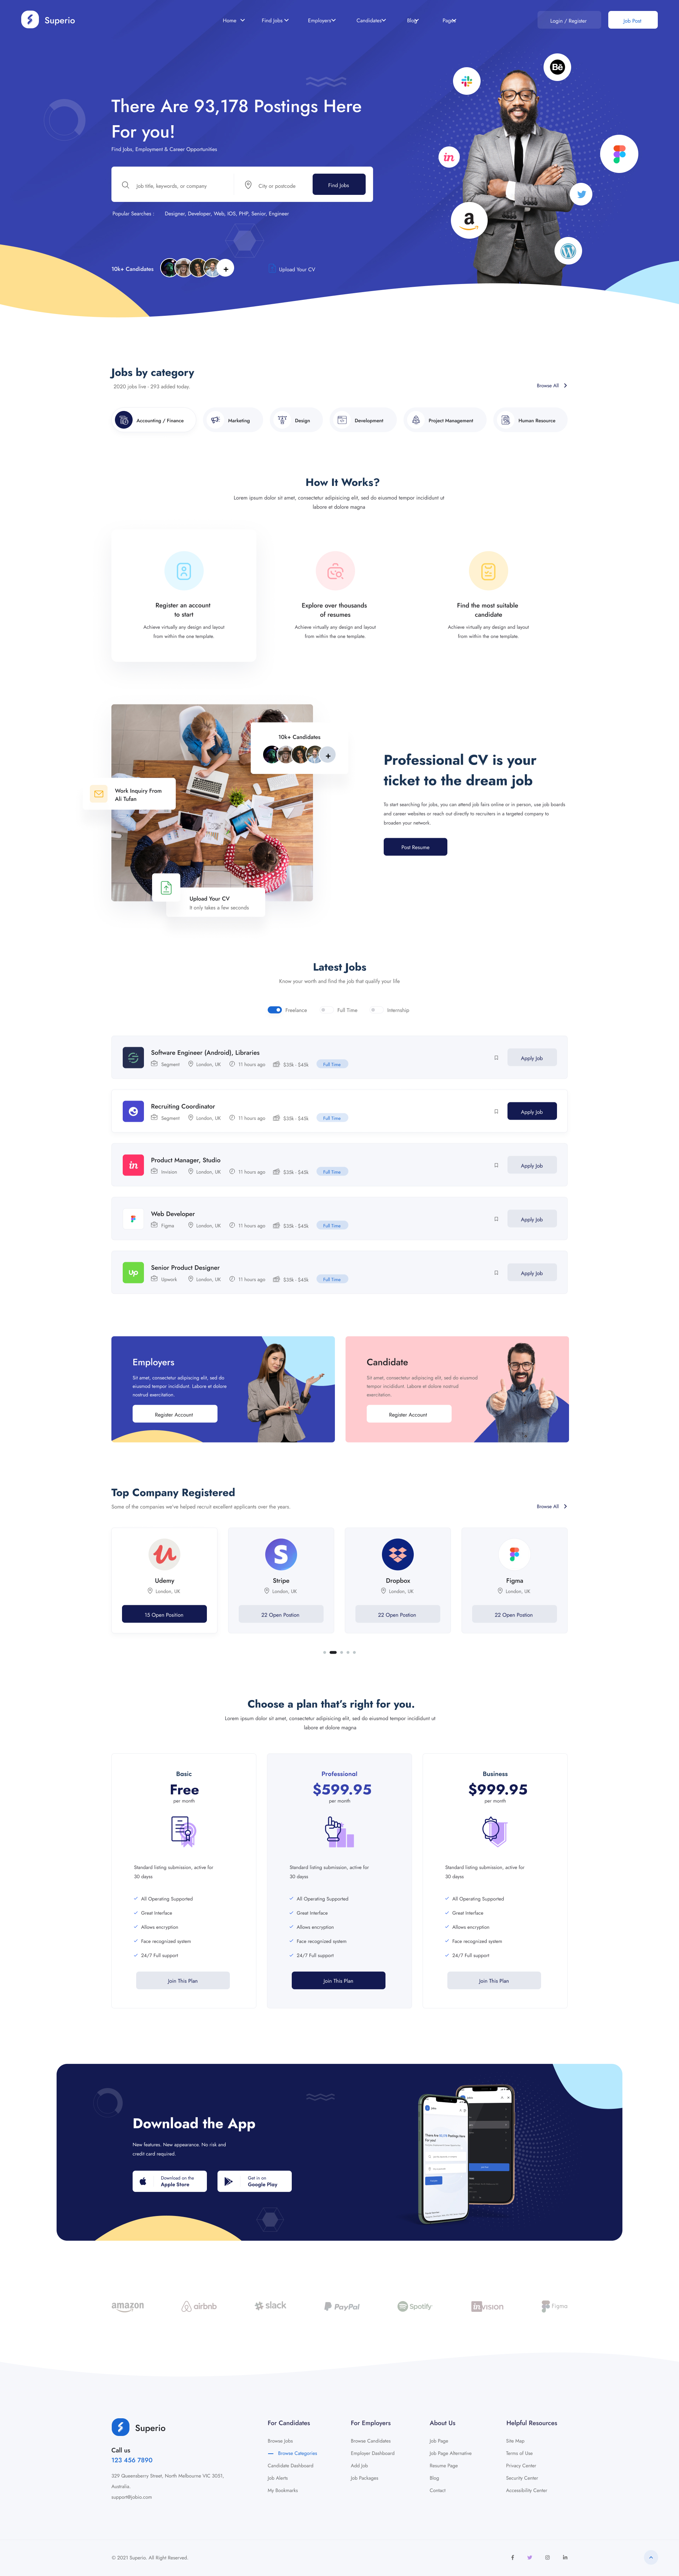 Superio
Home
Find Jobs
Employers
Candidates
Blog
Pages
Login / Register
Job Post
There Are 93,178 Postings Here
For you!
Find Jobs, Employment & Career Opportunities
Job title, keywords, or company
City or postcode
Find Jobs
Popular Searches :
Designer, Developer, Web, IOS, PHP, Senior, Engineer
10k+ Candidates
+
Upload Your CV
Bē
in
a
Jobs by category
2020 jobs live - 293 added today.
Browse All
Accounting / Finance
Marketing
Design
Development
Project Management
Human Resource
How It Works?
Lorem ipsum dolor sit amet, consectetur adipisicing elit, sed do eiusmod tempor incididunt ut
labore et dolore magna
Register an account
to start
Achieve virtually any design and layout
from within the one template.
Explore over thousands
of resumes
Achieve virtually any design and layout
from within the one template.
Find the most suitable
candidate
Achieve virtually any design and layout
from within the one template.
10k+ Candidates
+
Work Inquiry From
Ali Tufan
Upload Your CV
It only takes a few seconds
Professional CV is your
ticket to the dream job
To start searching for jobs, you can attend job fairs online or in person, use job boards
and career websites or reach out directly to recruiters in a targeted company to
broaden your network.
Post Resume
Latest Jobs
Know your worth and find the job that qualify your life
Freelance
Full Time
Internship
Software Engineer (Android), Libraries
Segment
London, UK
11 hours ago
$35k - $45k
Full Time
Apply Job
Recruiting Coordinator
Segment
London, UK
11 hours ago
$35k - $45k
Full Time
Apply Job
in
Product Manager, Studio
Invision
London, UK
11 hours ago
$35k - $45k
Full Time
Apply Job
Web Developer
Figma
London, UK
11 hours ago
$35k - $45k
Full Time
Apply Job
Up
Senior Product Designer
Upwork
London, UK
11 hours ago
$35k - $45k
Full Time
Apply Job
Employers
Sit amet, consectetur adipiscing elit, sed do
eiusmod tempor incididunt. Labore et dolore
nostrud exercitation.
Register Account
Candidate
Sit amet, consectetur adipiscing elit, sed do eiusmod
tempor incididunt. Labore et dolore nostrud
exercitation.
Register Account
Top Company Registered
Some of the companies we've helped recruit excellent applicants over the years.
Browse All
Udemy
London, UK
15 Open Position
S
Stripe
London, UK
22 Open Postion
Dropbox
London, UK
22 Open Postion
Figma
London, UK
22 Open Postion
Choose a plan that's right for you.
Lorem ipsum dolor sit amet, consectetur adipisicing elit, sed do eiusmod tempor incididunt ut
labore et dolore magna
Basic
Free
per month
Standard listing submission, active for
30 dayss
All Operating Supported
Great Interface
Allows encryption
Face recognized system
24/7 Full support
Join This Plan
Professional
$599.95
per month
Standard listing submission, active for
30 dayss
All Operating Supported
Great Interface
Allows encryption
Face recognized system
24/7 Full support
Join This Plan
Business
$999.95
per month
Standard listing submission, active for
30 dayss
All Operating Supported
Great Interface
Allows encryption
Face recognized system
24/7 Full support
Join This Plan
Download the App
New features. New appearance. No risk and
credit card required.
Download on the
Apple Store
Get in on
Google Play
amazon
airbnb
slack
PayPal
Spotify
invision
Figma
Superio
Call us
123 456 7890
329 Queensberry Street, North Melbourne VIC 3051,
Australia.
support@jobio.com
For Candidates
Browse Jobs
Browse Categories
Candidate Dashboard
Job Alerts
My Bookmarks
For Employers
Browse Candidates
Employer Dashboard
Add Job
Job Packages
About Us
Job Page
Job Page Alternative
Resume Page
Blog
Contact
Helpful Resources
Site Map
Terms of Use
Privacy Center
Security Center
Accessibility Center
© 2021 Superio. All Right Reserved.